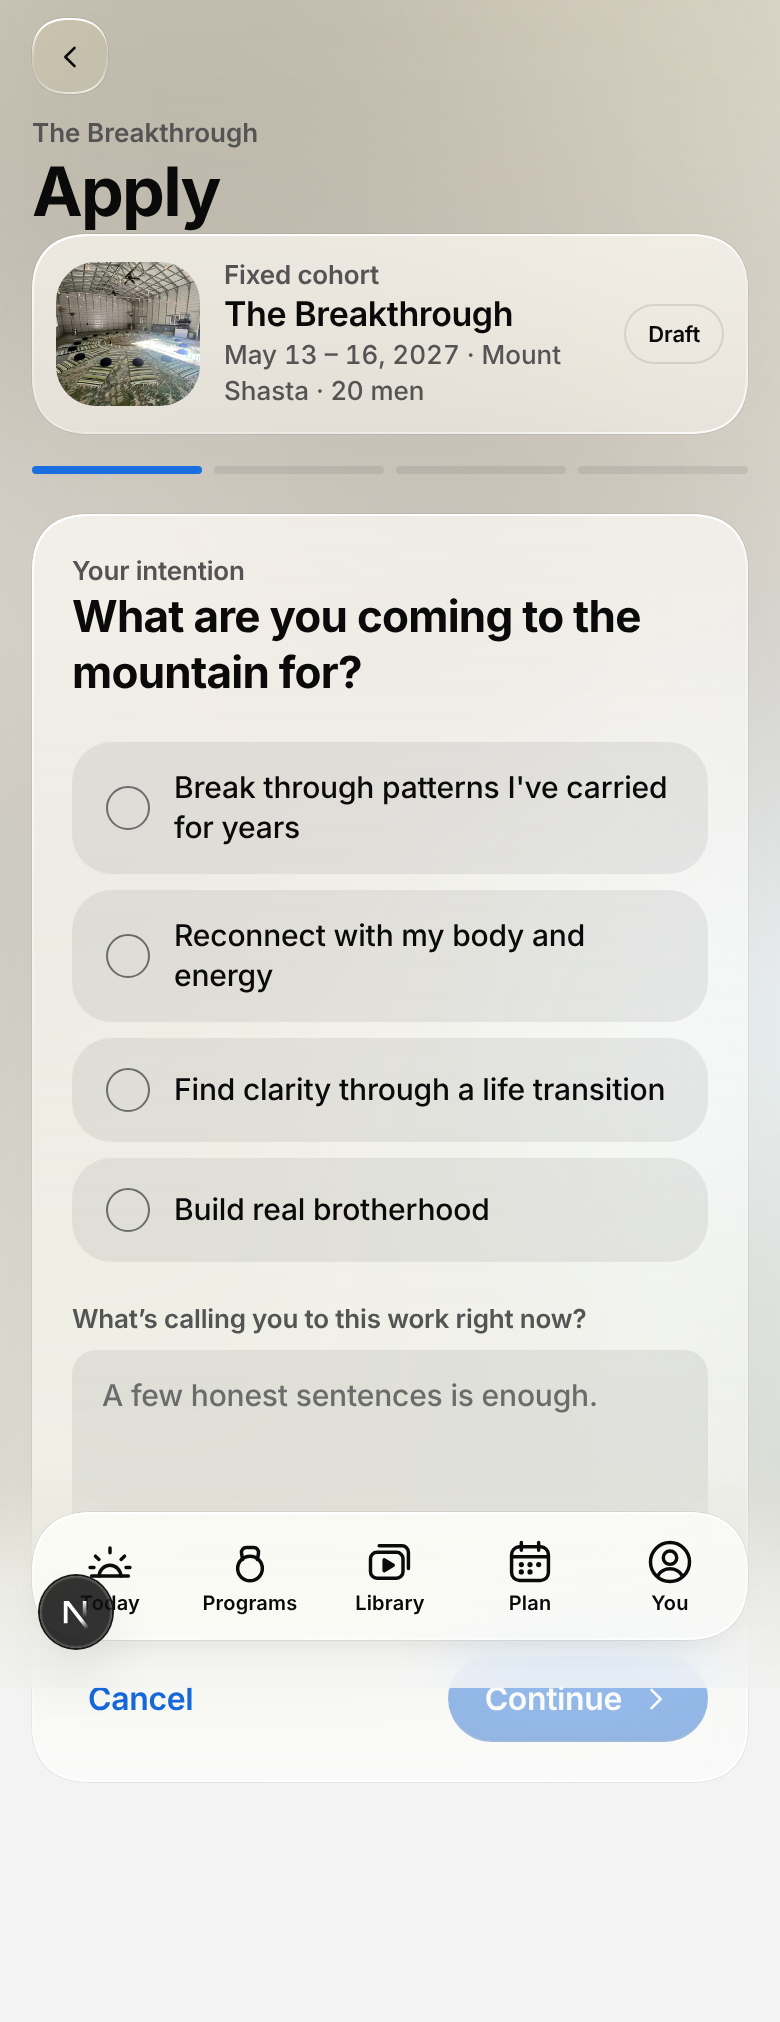 The Breakthrough
Apply
Fixed cohort
The Breakthrough
May 13 – 16, 2027 · Mount
Shasta · 20 men
Draft
Your intention
What are you coming to the
mountain for?
Break through patterns I've carried
for years
Reconnect with my body and
energy
Find clarity through a life transition
Build real brotherhood
What’s calling you to this work right now?
A few honest sentences is enough.
Today
Programs
Library
Plan
You
N
Cancel
Continue